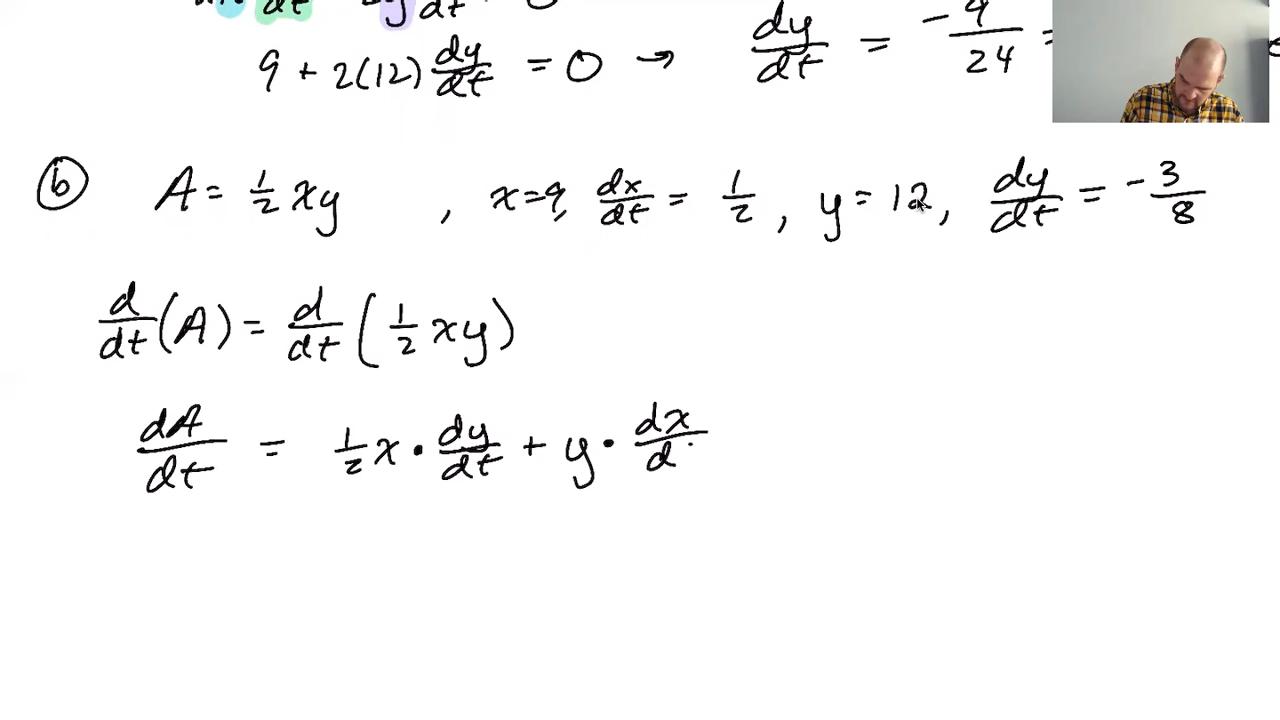 9 + 2(12) dy/dt = 0 → dy/dt = -9/24 =
(b) A = 1/2 xy , x=9, dx/dt = 1/2 , y = 12, dy/dt = -3/8
d/dt (A) = d/dt (1/2 xy)
dA/dt = 1/2 x · dy/dt + y · dx/d